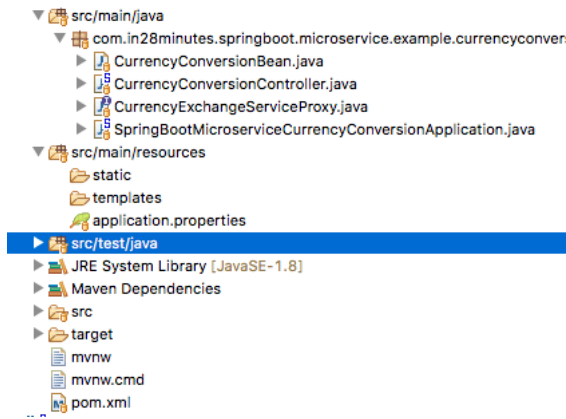 src/main/java
com.in28minutes.springboot.microservice.example.currencyconver
CurrencyConversionBean.java
CurrencyConversionController.java
CurrencyExchangeServiceProxy.java
SpringBootMicroserviceCurrencyConversionApplication.java
src/main/resources
static
templates
application.properties
src/test/java
JRE System Library [JavaSE-1.8]
Maven Dependencies
src
target
mvnw
mvnw.cmd
pom.xml